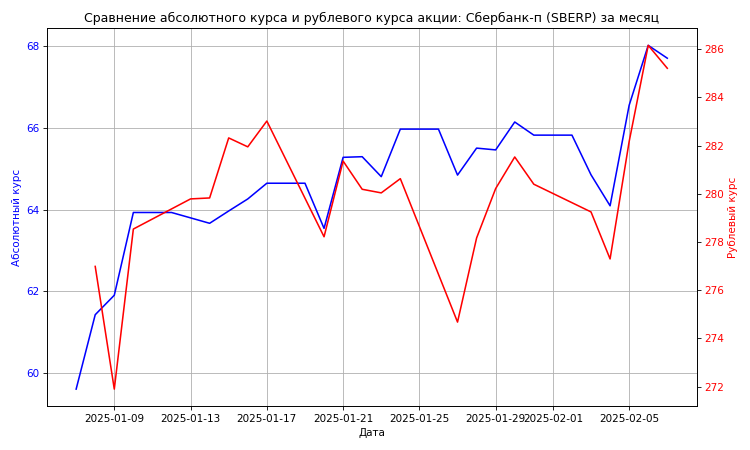 Сравнение абсолютного курса и рублевого курса акции: Сбербанк-п (SBERP) за месяц
Абсолютный курс
68
66
64
62
60
Рублевый курс
286
284
282
280
278
276
274
272
2025-01-09 2025-01-13 2025-01-17 2025-01-21 2025-01-25 2025-01-29 2025-02-01 2025-02-05
Дата